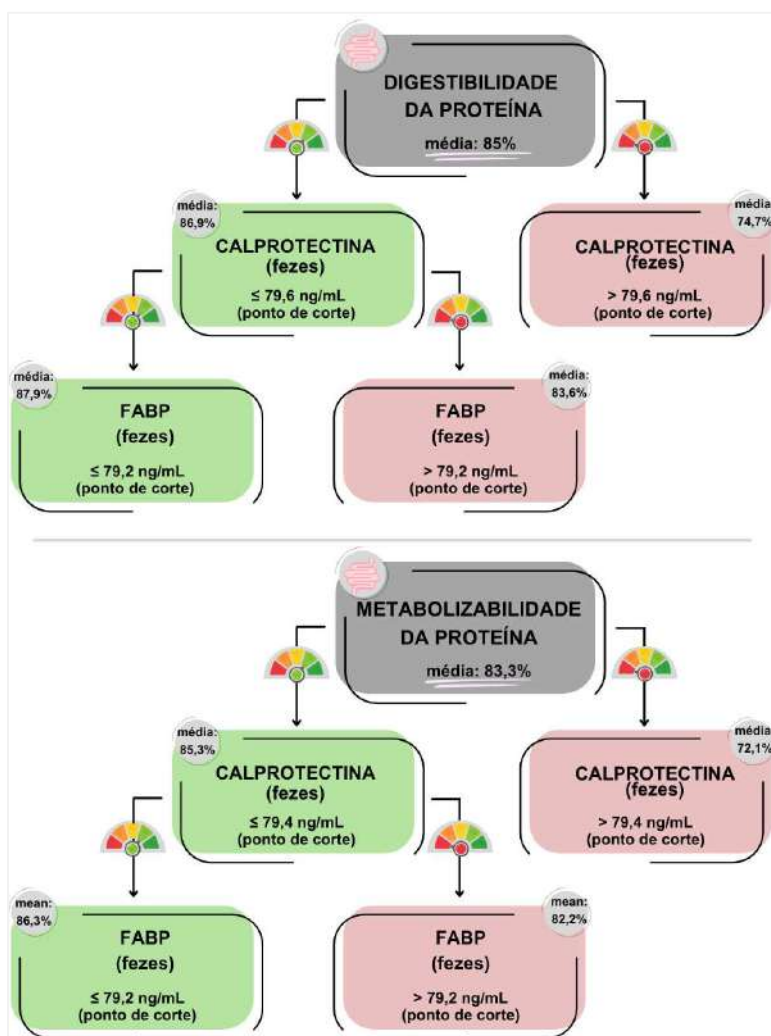 DIGESTIBILIDADE
DA PROTEÍNA
média: 85%
média:
86,9%
CALPROTECTINA
(fezes)
≤ 79,6 ng/mL
(ponto de corte)
média:
74,7%
CALPROTECTINA
(fezes)
> 79,6 ng/mL
(ponto de corte)
média:
87,9%
FABP
(fezes)
≤ 79,2 ng/mL
(ponto de corte)
média:
83,6%
FABP
(fezes)
> 79,2 ng/mL
(ponto de corte)
METABOLIZABILIDADE
DA PROTEÍNA
média: 83,3%
média:
85,3%
CALPROTECTINA
(fezes)
≤ 79,4 ng/mL
(ponto de corte)
média:
72,1%
CALPROTECTINA
(fezes)
> 79,4 ng/mL
(ponto de corte)
mean:
86,3%
FABP
(fezes)
≤ 79,2 ng/mL
(ponto de corte)
mean:
82,2%
FABP
(fezes)
> 79,2 ng/mL
(ponto de corte)